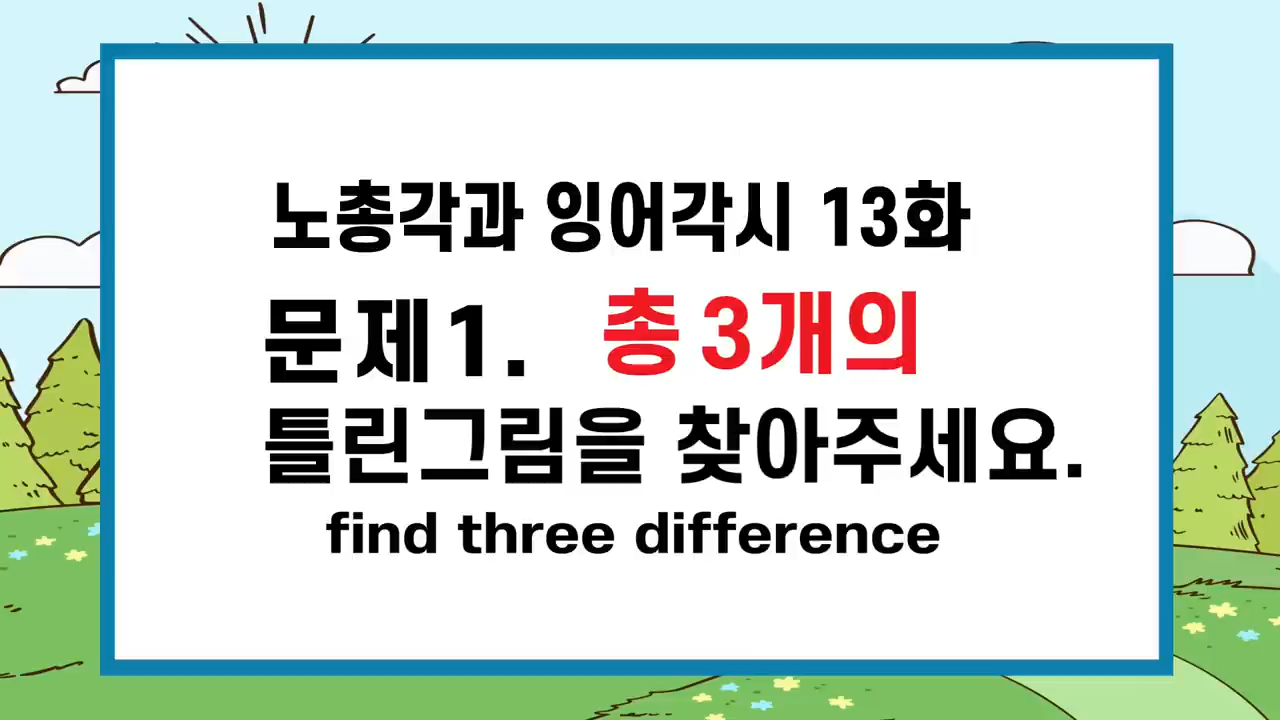 노총각과 잉어각시 13화
문제1. 총 3개의
틀린그림을 찾아주세요.
find three difference